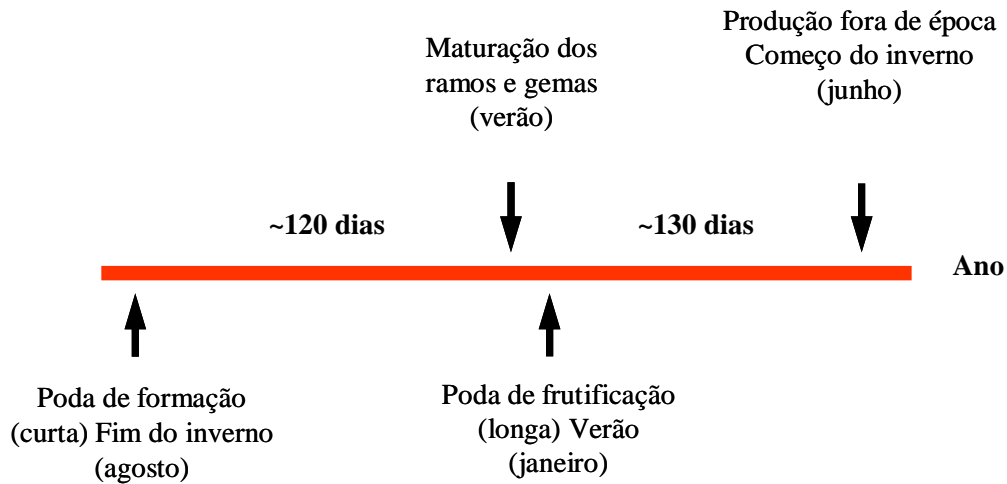 Produção fora de época
Começo do inverno
(junho)
Maturação dos
ramos e gemas
(verão)
~120 dias
~130 dias
Ano
Poda de formação
(curta) Fim do inverno
(agosto)
Poda de frutificação
(longa) Verão
(janeiro)